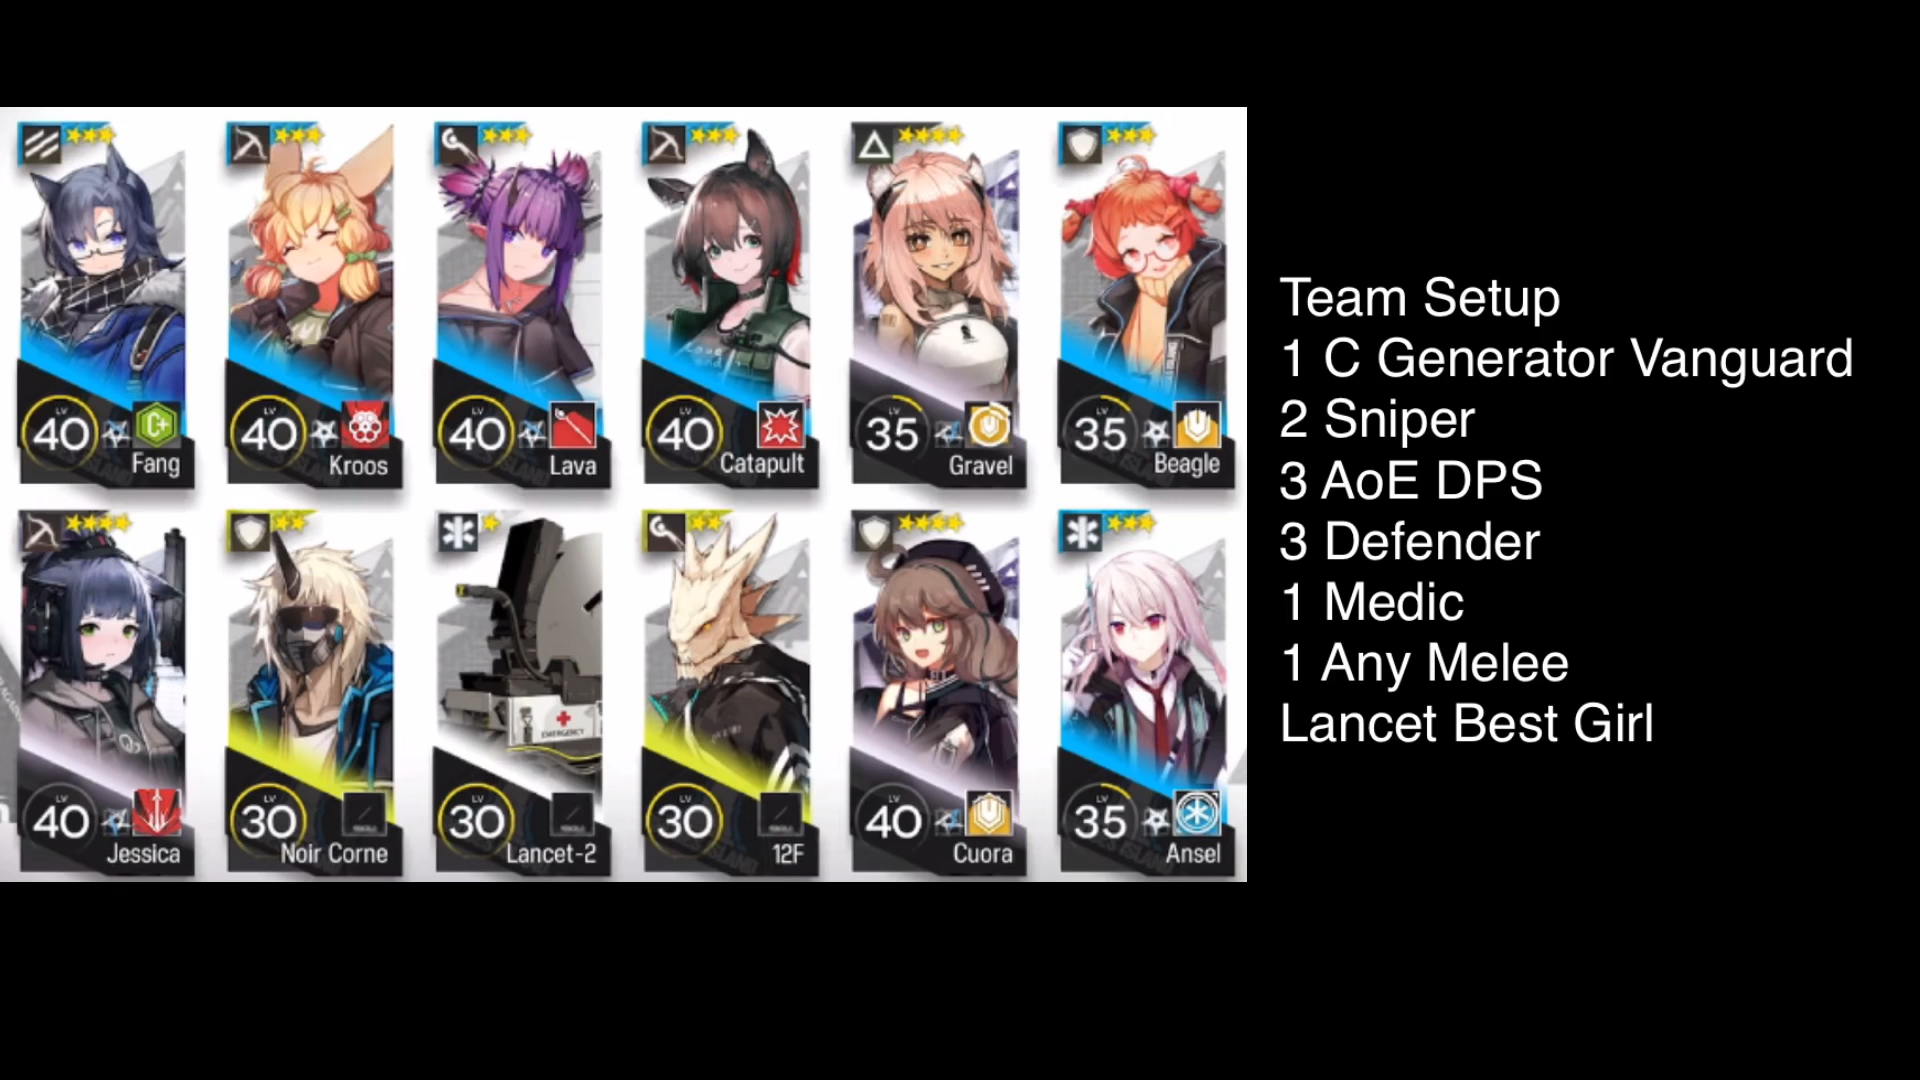 LV 40 C+ Fang
LV 40 Kroos
LV 40 Lava
LV 40 Catapult
LV 35 Gravel
LV 35 Beagle
LV 40 Jessica
LV 30 Noir Corne
EMERGENCY
LV 30 Lancet-2
LV 30 12F
LV 40 Cuora
LV 35 Ansel
Team Setup
1 C Generator Vanguard
2 Sniper
3 AoE DPS
3 Defender
1 Medic
1 Any Melee
Lancet Best Girl